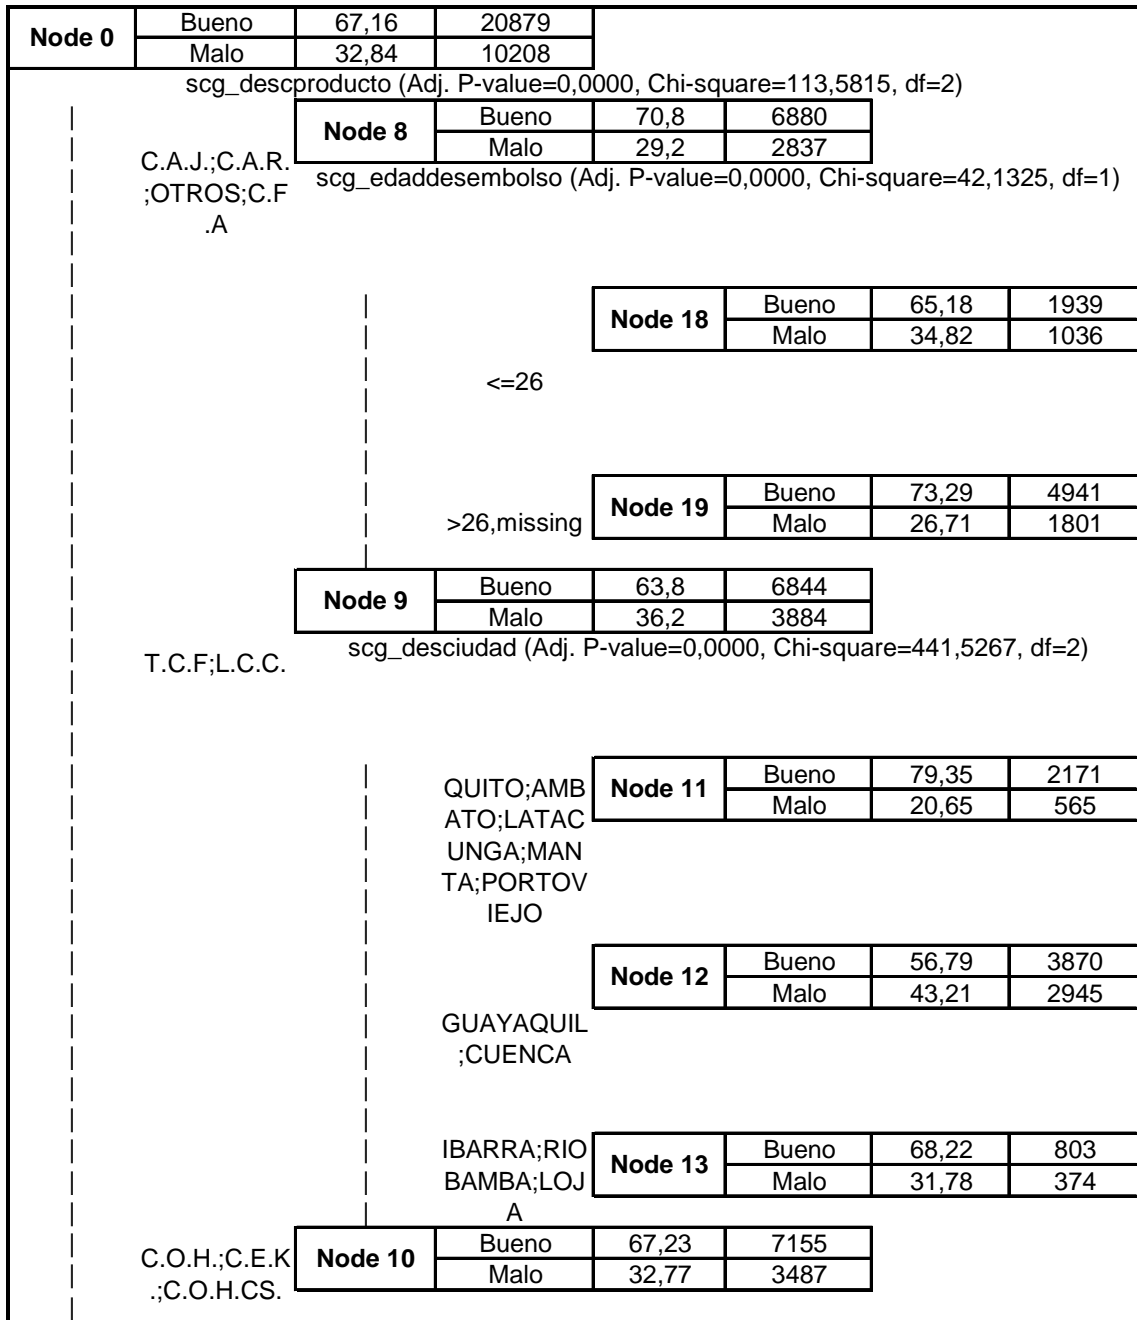 Node 0 Bueno 67,16 20879
Malo 32,84 10208
scg_descproducto (Adj. P-value=0,0000, Chi-square=113,5815, df=2)
Node 8 Bueno 70,8 6880
Malo 29,2 2837
C.A.J.;C.A.R.
;OTROS;C.F
.A
scg_edaddesembolso (Adj. P-value=0,0000, Chi-square=42,1325, df=1)
Node 18 Bueno 65,18 1939
Malo 34,82 1036
<=26
Node 19 Bueno 73,29 4941
Malo 26,71 1801
>26,missing
Node 9 Bueno 63,8 6844
Malo 36,2 3884
T.C.F;L.C.C.
scg_desciudad (Adj. P-value=0,0000, Chi-square=441,5267, df=2)
Node 11 Bueno 79,35 2171
Malo 20,65 565
QUITO;AMB
ATO;LATAC
UNGA;MAN
TA;PORTOV
IEJO
Node 12 Bueno 56,79 3870
Malo 43,21 2945
GUAYAQUIL
;CUENCA
Node 13 Bueno 68,22 803
Malo 31,78 374
IBARRA;RIO
BAMBA;LOJ
A
Node 10 Bueno 67,23 7155
Malo 32,77 3487
C.O.H.;C.E.K
.;C.O.H.CS.